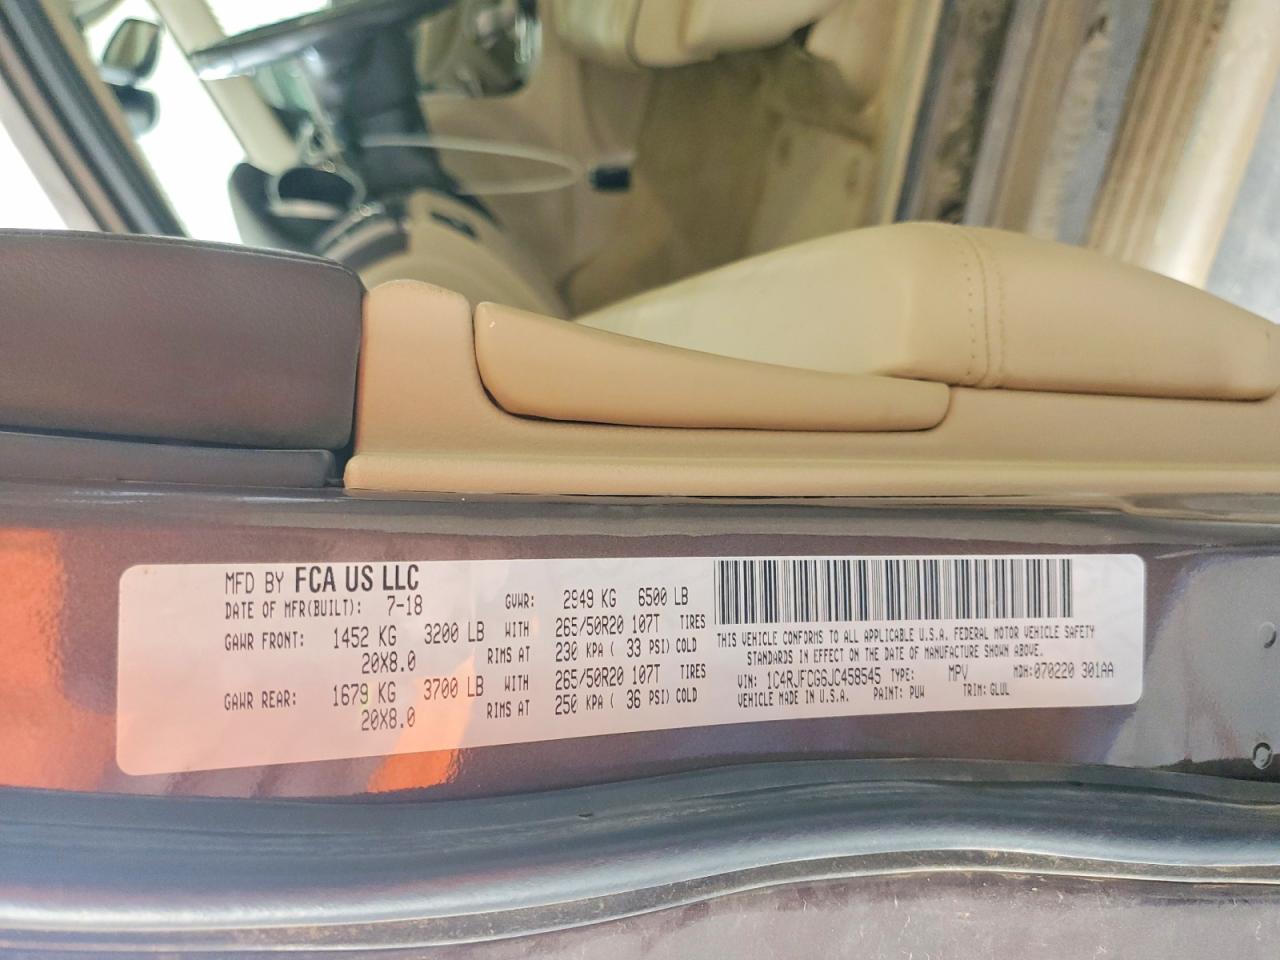 MFD BY FCA US LLC
DATE OF MFR(BUILT): 7-18 GVWR: 2949 KG 6500 LB
GAWR FRONT: 1452 KG 3200 LB WITH 265/50R20 107T TIRES
20X8.0 RIMS AT 230 KPA ( 33 PSI) COLD
GAWR REAR: 1679 KG 3700 LB WITH 265/50R20 107T TIRES
20X8.0 RIMS AT 250 KPA ( 36 PSI) COLD
THIS VEHICLE CONFORMS TO ALL APPLICABLE U.S.A. FEDERAL MOTOR VEHICLE SAFETY
STANDARDS IN EFFECT ON THE DATE OF MANUFACTURE SHOWN ABOVE.
VIN: 1C4RJFCG6JC458545 TYPE: MPV MDH:070220 301AA
VEHICLE MADE IN U.S.A. PAINT: PUW TRIM: GLUL